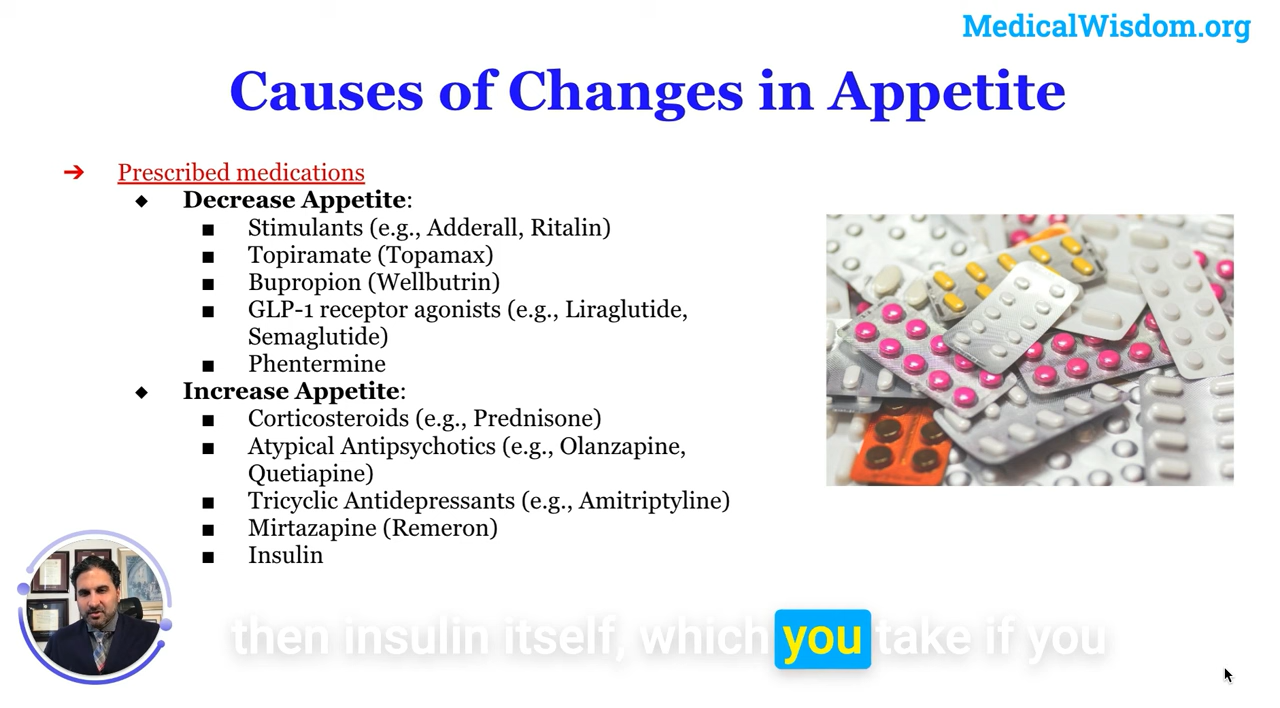 MedicalWisdom.org
Causes of Changes in Appetite
➔ Prescribed medications
◆ Decrease Appetite:
■ Stimulants (e.g., Adderall, Ritalin)
■ Topiramate (Topamax)
■ Bupropion (Wellbutrin)
■ GLP-1 receptor agonists (e.g., Liraglutide,
Semaglutide)
■ Phentermine
◆ Increase Appetite:
■ Corticosteroids (e.g., Prednisone)
■ Atypical Antipsychotics (e.g., Olanzapine,
Quetiapine)
■ Tricyclic Antidepressants (e.g., Amitriptyline)
■ Mirtazapine (Remeron)
■ Insulin
then insulin itself, which you take if you